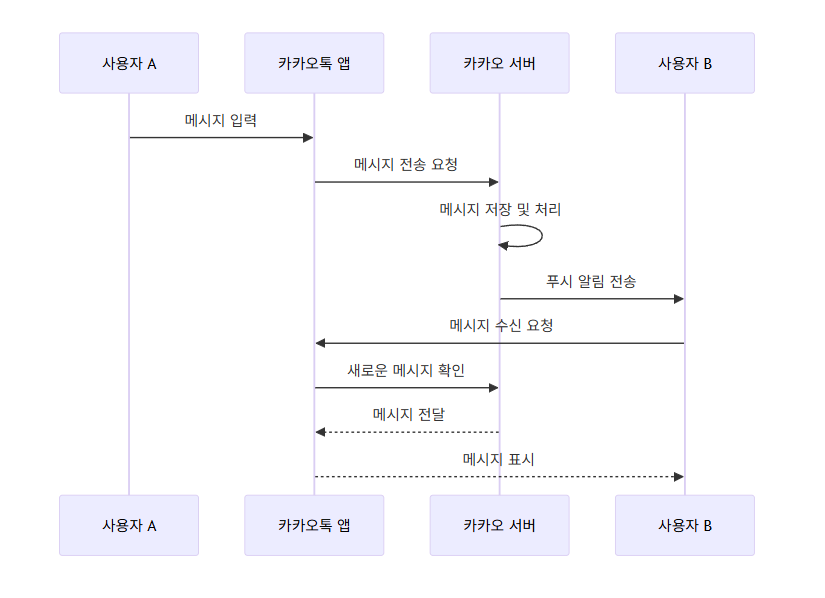 사용자 A
카카오톡 앱
카카오 서버
사용자 B
메시지 입력
메시지 전송 요청
메시지 저장 및 처리
푸시 알림 전송
메시지 수신 요청
새로운 메시지 확인
메시지 전달
메시지 표시
사용자 A
카카오톡 앱
카카오 서버
사용자 B